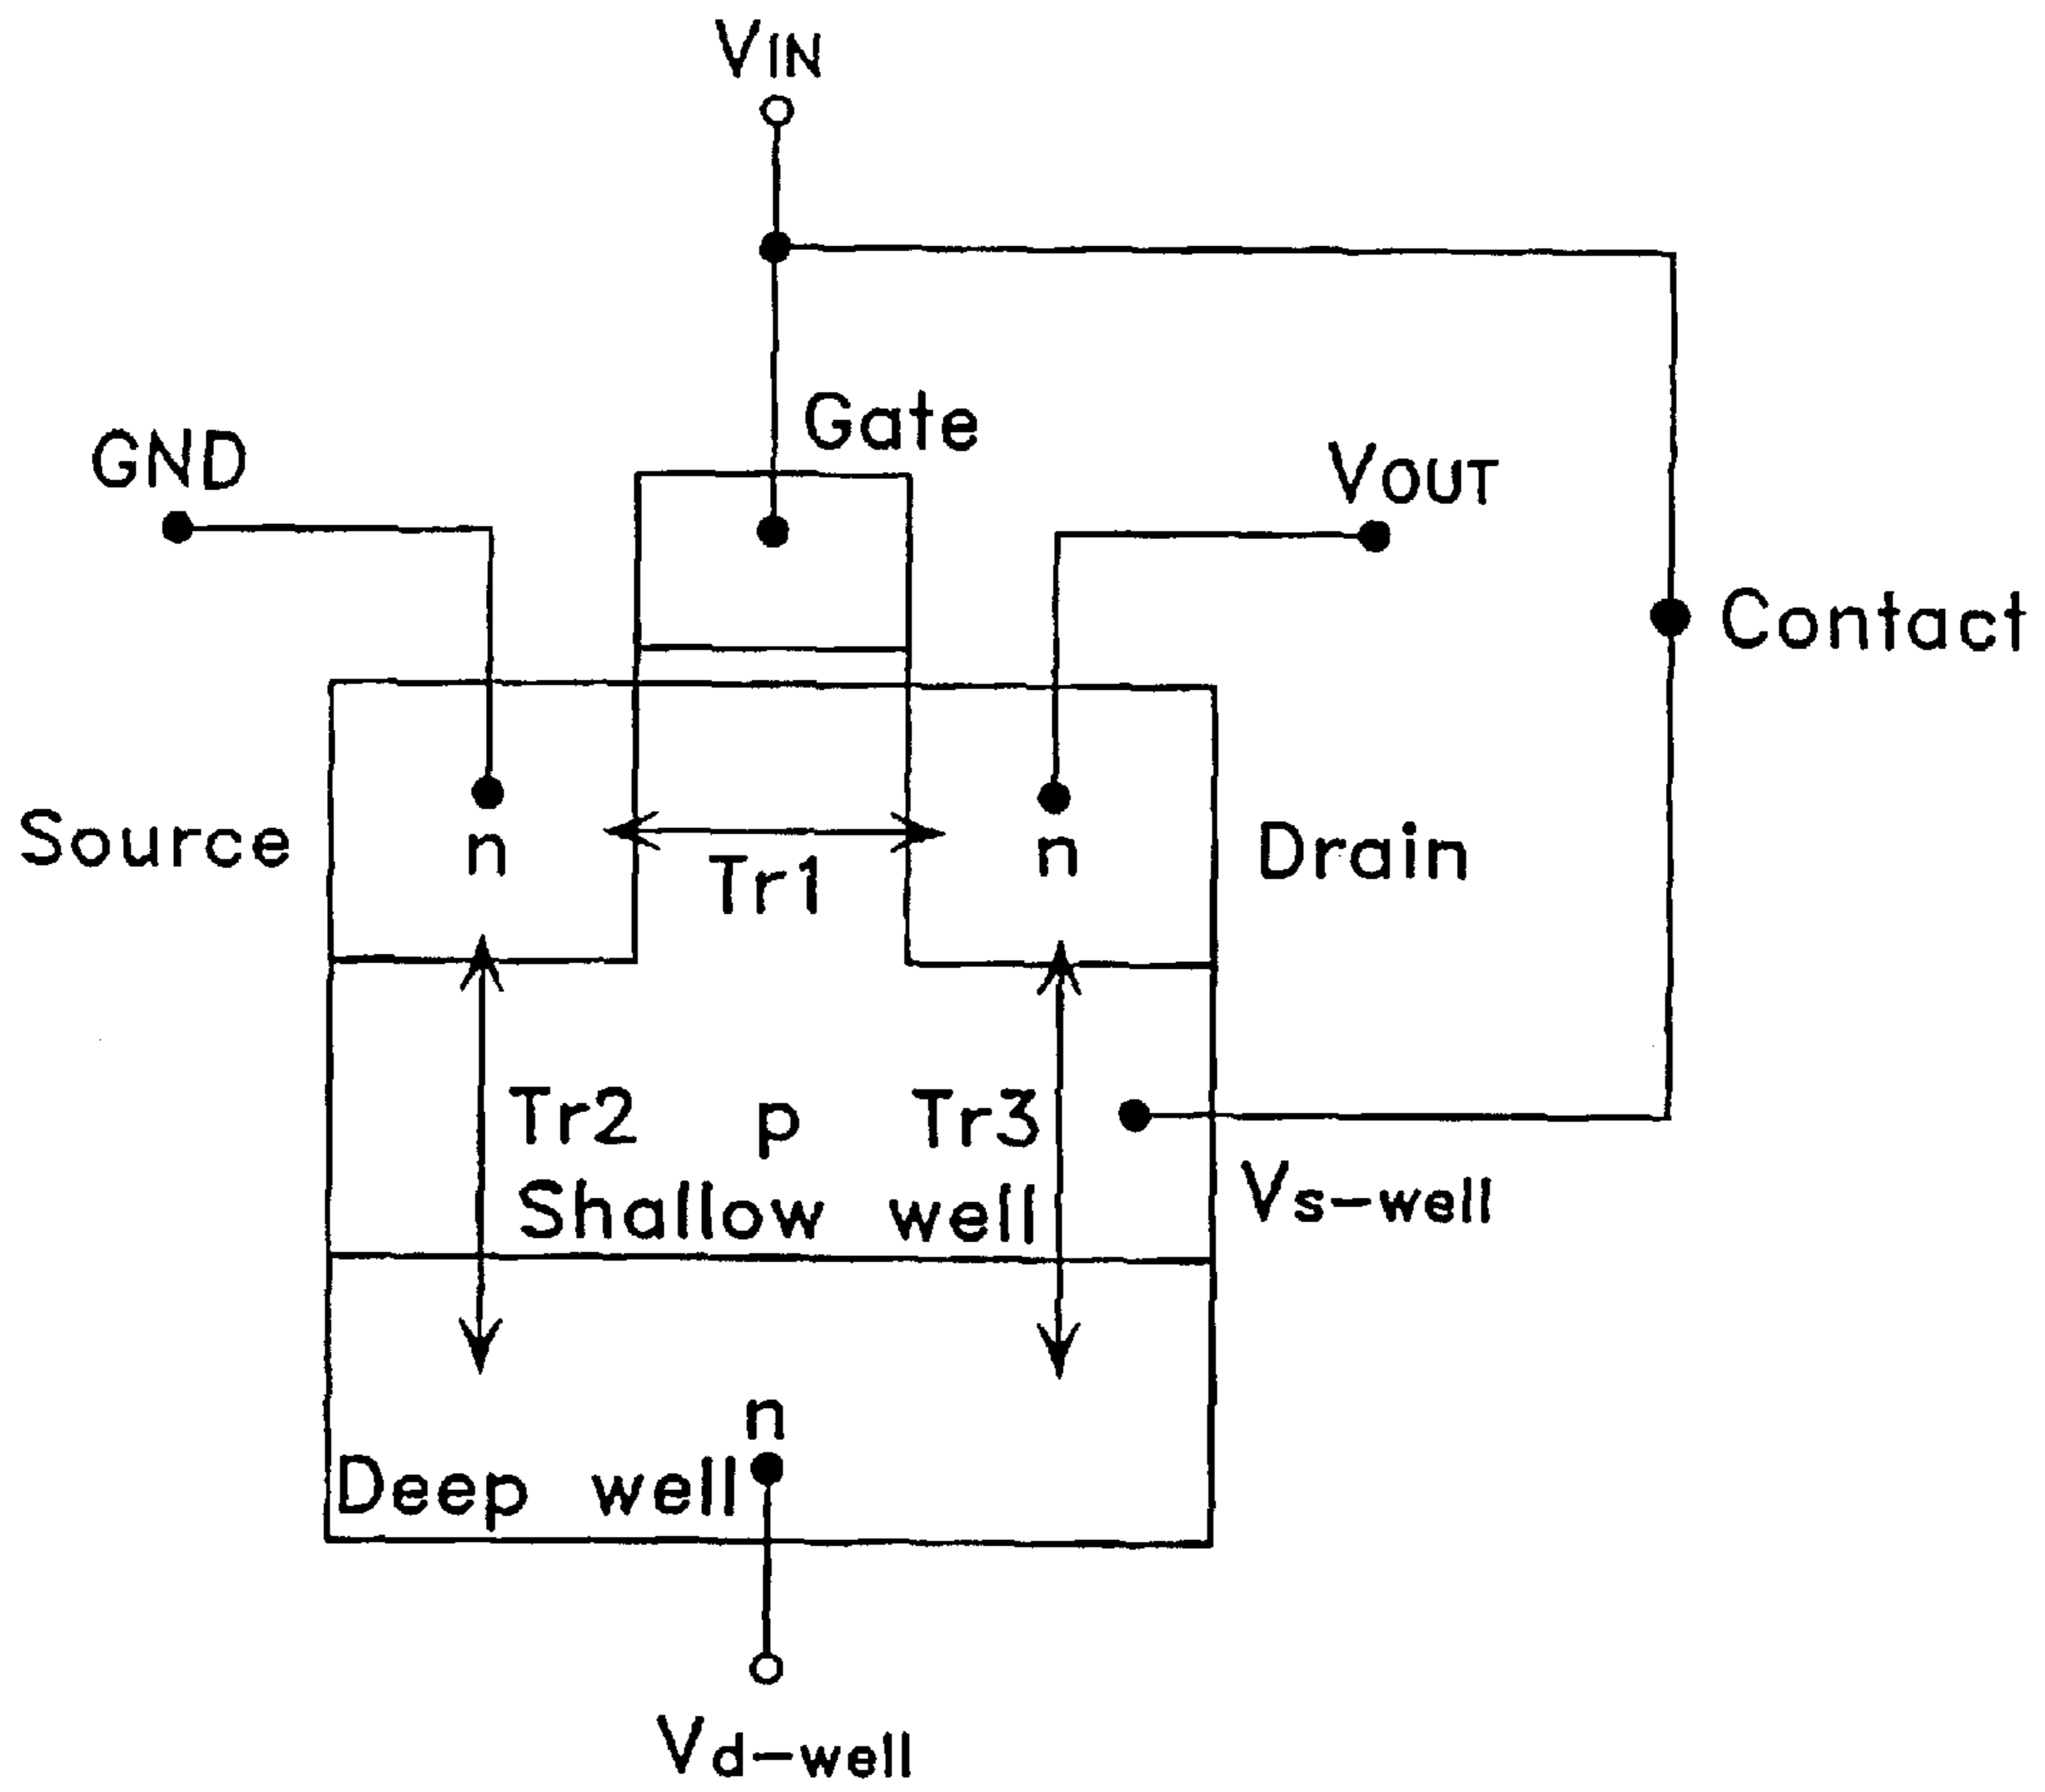 VIN
Gate
GND
VOUT
Contact
Source
n
n
Drain
Tr1
Tr2 p Tr3
Shallow well
Vs-well
n
Deep well
Vd-well